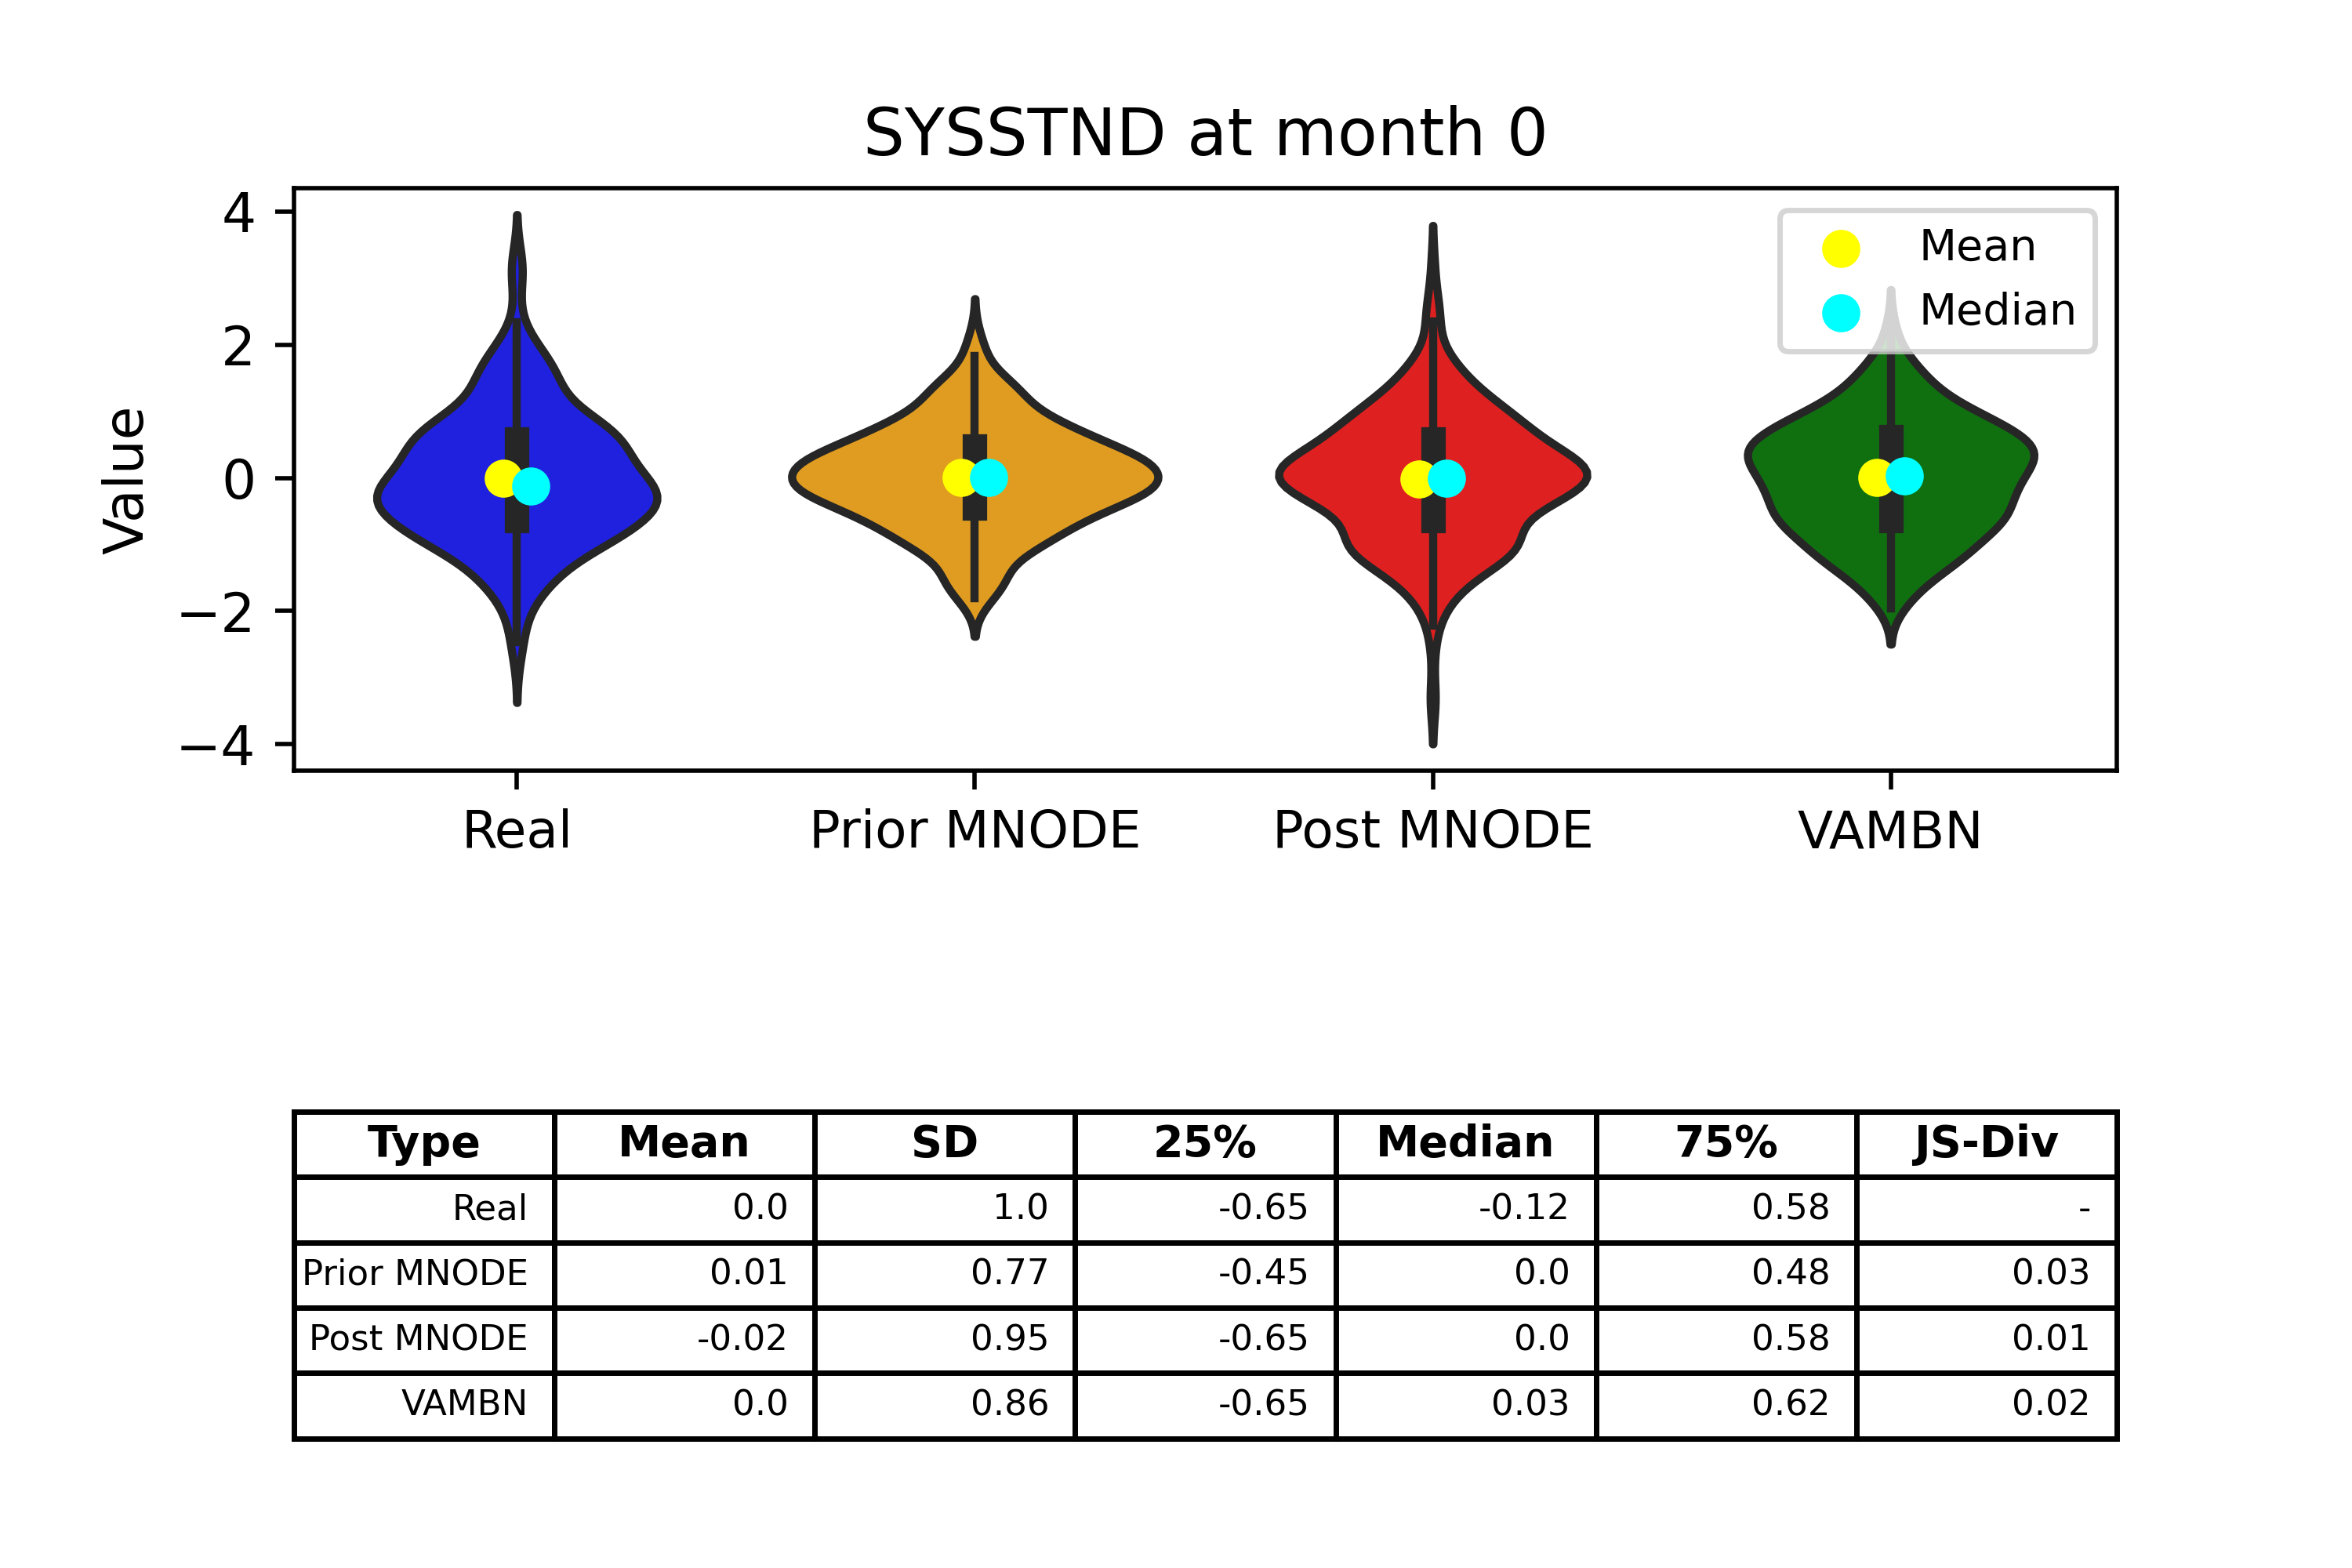 SYSSTND at month 0
Value
4
2
0
−2
−4
Mean
Median
Real Prior MNODE Post MNODE VAMBN
Type Mean SD 25% Median 75% JS-Div
Real 0.0 1.0 -0.65 -0.12 0.58 -
Prior MNODE 0.01 0.77 -0.45 0.0 0.48 0.03
Post MNODE -0.02 0.95 -0.65 0.0 0.58 0.01
VAMBN 0.0 0.86 -0.65 0.03 0.62 0.02